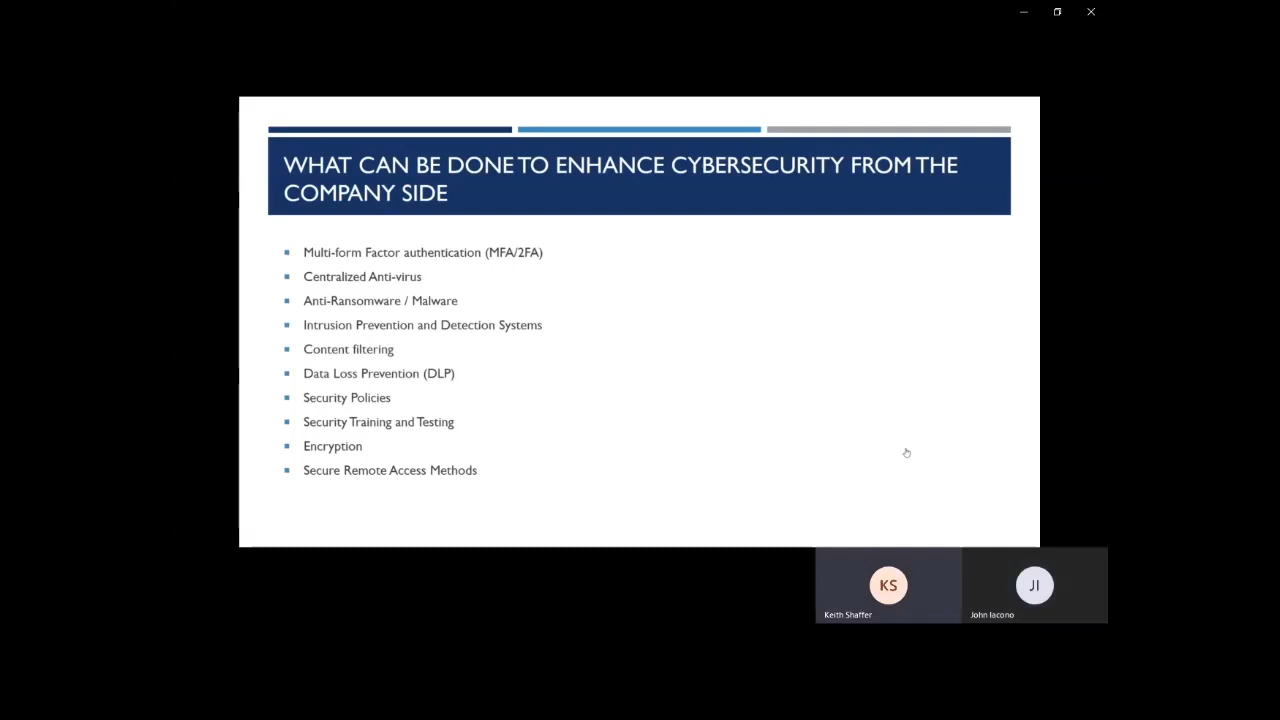 WHAT CAN BE DONE TO ENHANCE CYBERSECURITY FROM THE
COMPANY SIDE
Multi-form Factor authentication (MFA/2FA)
Centralized Anti-virus
Anti-Ransomware / Malware
Intrusion Prevention and Detection Systems
Content filtering
Data Loss Prevention (DLP)
Security Policies
Security Training and Testing
Encryption
Secure Remote Access Methods
KS
JI
Keith Shaffer
John Iacono